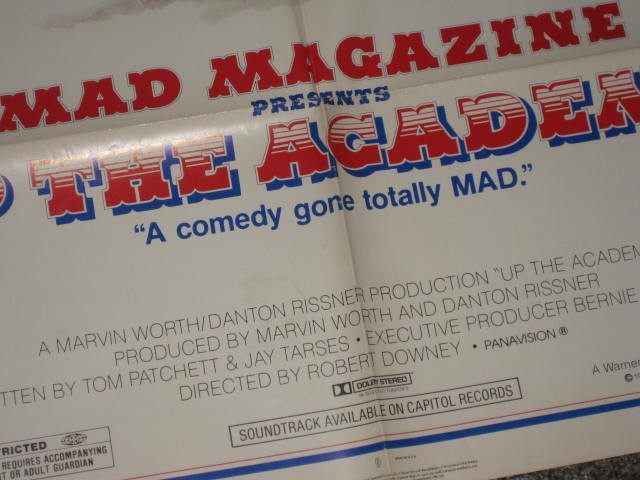 MAD MAGAZINE
PRESENTS
THE ACADEM
“A comedy gone totally MAD.”
A MARVIN WORTH/DANTON RISSNER PRODUCTION "UP THE ACADEM
PRODUCED BY MARVIN WORTH AND DANTON RISSNER
TTEN BY TOM PATCHETT & JAY TARSES • EXECUTIVE PRODUCER BERNIE
DIRECTED BY ROBERT DOWNEY • PANAVISION ®
DOLBY STEREO
A Warner
SOUNDTRACK AVAILABLE ON CAPITOL RECORDS
TRICTED
REQUIRES ACCOMPANYING
T OR ADULT GUARDIAN